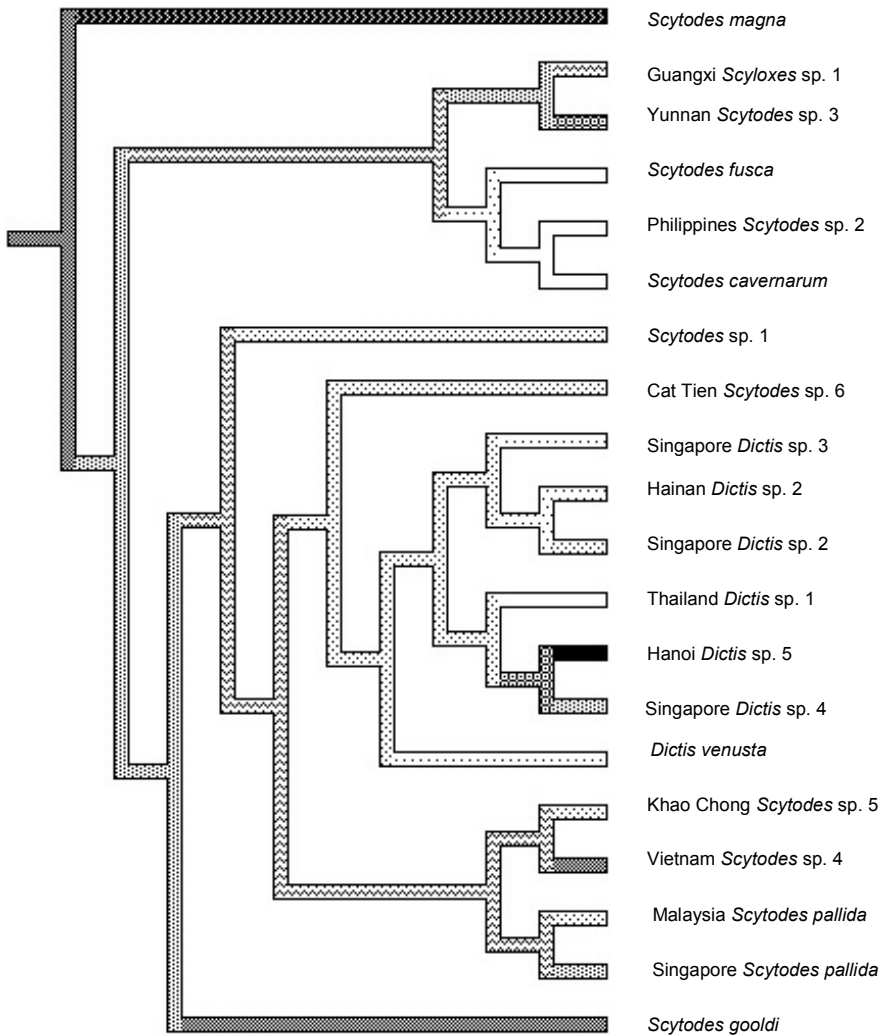 Scytodes magna
Guangxi Scyloxes sp. 1
Yunnan Scytodes sp. 3
Scytodes fusca
Philippines Scytodes sp. 2
Scytodes cavernarum
Scytodes sp. 1
Cat Tien Scytodes sp. 6
Singapore Dictis sp. 3
Hainan Dictis sp. 2
Singapore Dictis sp. 2
Thailand Dictis sp. 1
Hanoi Dictis sp. 5
Singapore Dictis sp. 4
Dictis venusta
Khao Chong Scytodes sp. 5
Vietnam Scytodes sp. 4
Malaysia Scytodes pallida
Singapore Scytodes pallida
Scytodes gooldi